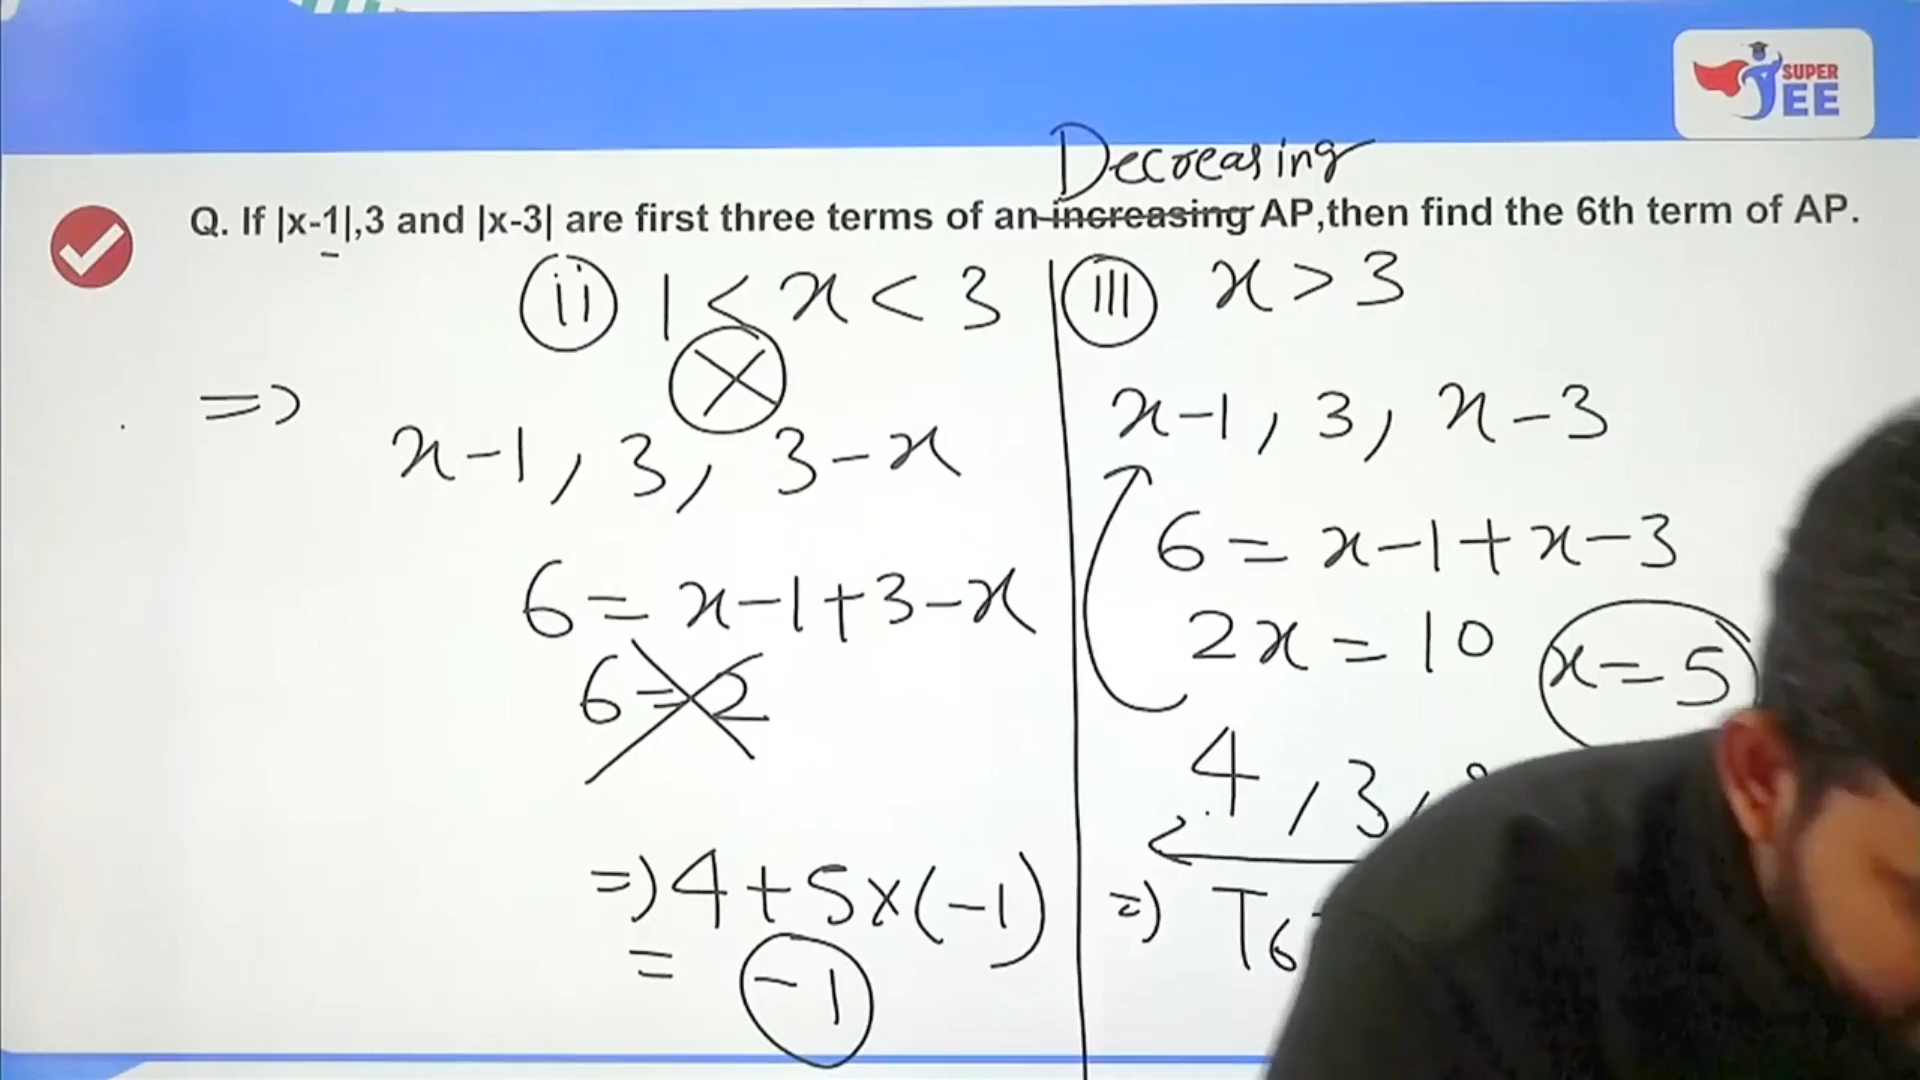 SUPER
JEE
Decreasing
Q. If |x-1|,3 and |x-3| are first three terms of an increasing AP,then find the 6th term of AP.
ii 1 < x < 3
=>
x-1, 3, 3-x
6 = x-1+3-x
6=2
=> 4+5×(-1)
= -1
iii x > 3
x-1, 3, x-3
6 = x-1+x-3
2x = 10 x=5
4, 3,
=> T6